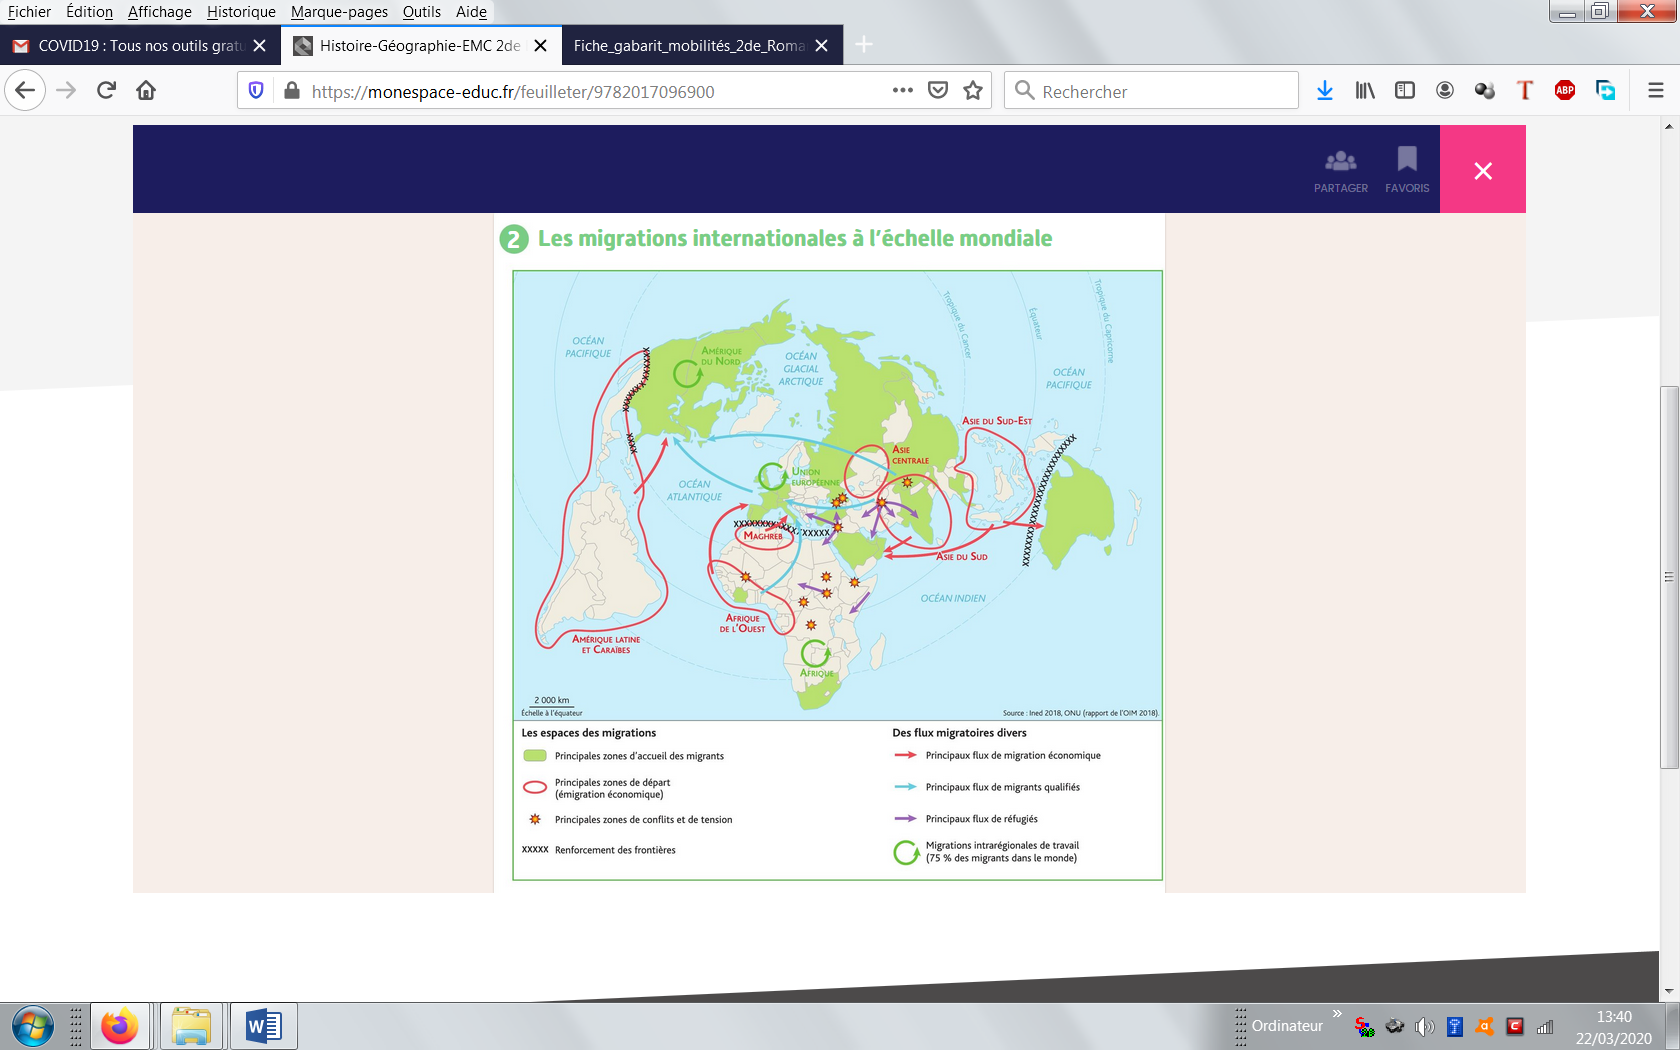 Fichier Édition Affichage Historique Marque-pages Outils Aide
COVID19 : Tous nos outils gratu
Histoire-Géographie-EMC 2de
Fiche_gabarit_mobilités_2de_Roma
https://monespace-educ.fr/feuilleter/9782017096900
Rechercher
T
ABP
PARTAGER
FAVORIS
2 Les migrations internationales à l'échelle mondiale
Tropique du Cancer
Équateur
Tropique du Capricorne
OCÉAN
PACIFIQUE
AMÉRIQUE
DU NORD
OCÉAN
GLACIAL
ARCTIQUE
OCÉAN
PACIFIQUE
ASIE DU SUD-EST
ASIE
CENTRALE
UNION
EUROPÉENNE
OCÉAN
ATLANTIQUE
MAGHREB
ASIE DU SUD
OCÉAN INDIEN
AFRIQUE
DE L'OUEST
AMÉRIQUE LATINE
ET CARAÏBES
AFRIQUE
2 000 km
Échelle à l'équateur
Source : Ined 2018, ONU (rapport de l'OIM 2018).
Les espaces des migrations
Principales zones d'accueil des migrants
Principales zones de départ
(émigration économique)
Principales zones de conflits et de tension
XXXXX Renforcement des frontières
Des flux migratoires divers
Principaux flux de migration économique
Principaux flux de migrants qualifiés
Principaux flux de réfugiés
Migrations intrarégionales de travail
(75 % des migrants dans le monde)
Ordinateur
13:40
22/03/2020